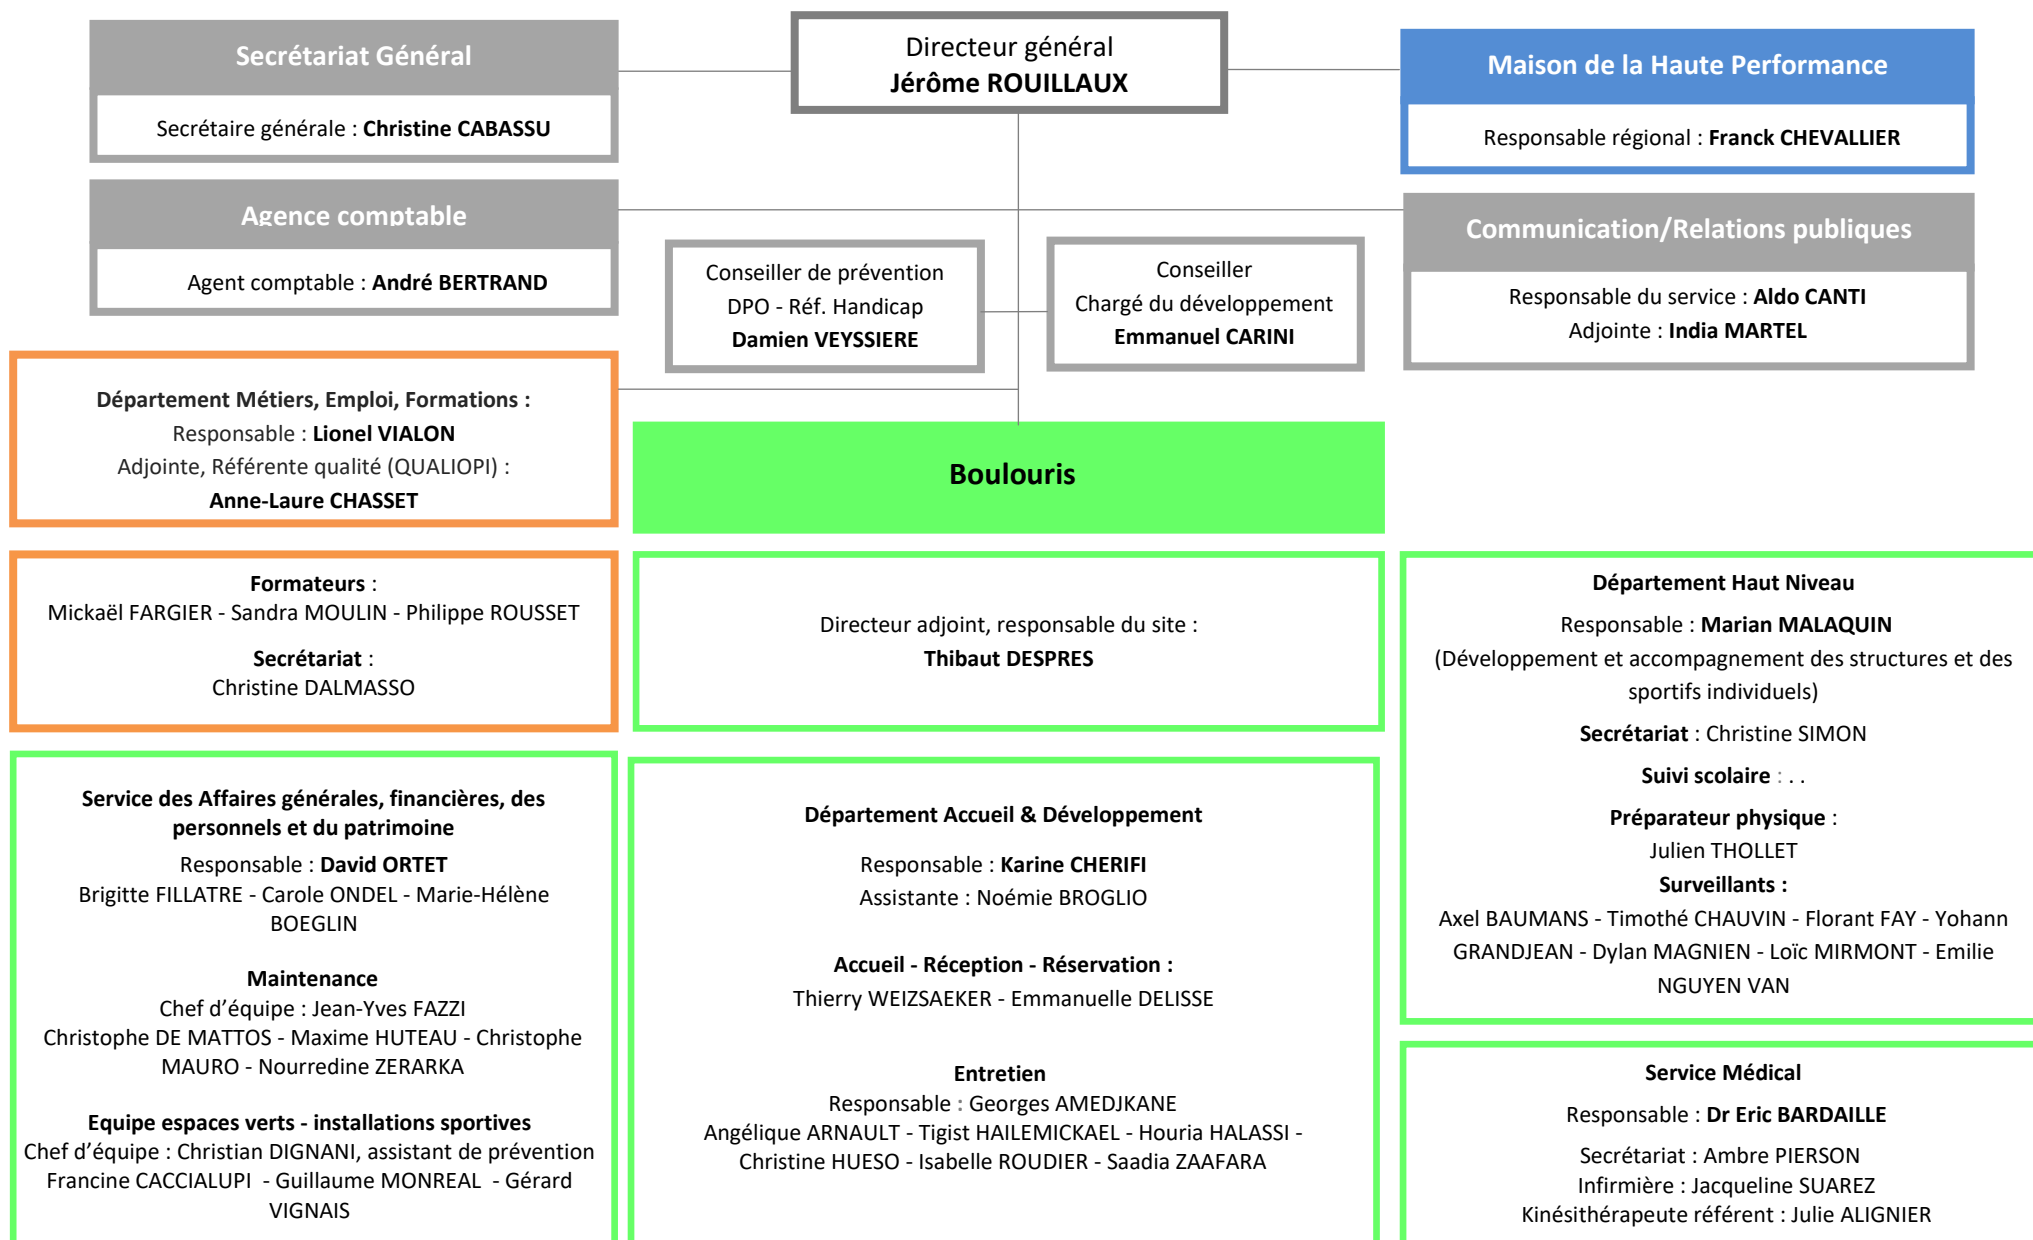 Secrétariat Général
Secrétaire générale : Christine CABASSU
Directeur général
Jérôme ROUILLAUX
Maison de la Haute Performance
Responsable régional : Franck CHEVALLIER
Agence comptable
Agent comptable : André BERTRAND
Conseiller de prévention
DPO - Réf. Handicap
Damien VEYSSIERE
Conseiller
Chargé du développement
Emmanuel CARINI
Communication/Relations publiques
Responsable du service : Aldo CANTI
Adjointe : India MARTEL
Département Métiers, Emploi, Formations :
Responsable : Lionel VIALON
Adjointe, Référente qualité (QUALIOPI) :
Anne-Laure CHASSET
Boulouris
Formateurs :
Mickaël FARGIER - Sandra MOULIN - Philippe ROUSSET
Secrétariat :
Christine DALMASSO
Directeur adjoint, responsable du site :
Thibaut DESPRES
Département Haut Niveau
Responsable : Marian MALAQUIN
(Développement et accompagnement des structures et des
sportifs individuels)
Secrétariat : Christine SIMON
Suivi scolaire : . .
Préparateur physique :
Julien THOLLET
Surveillants :
Axel BAUMANS - Timothé CHAUVIN - Florant FAY - Yohann
GRANDJEAN - Dylan MAGNIEN - Loïc MIRMONT - Emilie
NGUYEN VAN
Service des Affaires générales, financières, des
personnels et du patrimoine
Responsable : David ORTET
Brigitte FILLATRE - Carole ONDEL - Marie-Hélène
BOEGLIN
Maintenance
Chef d’équipe : Jean-Yves FAZZI
Christophe DE MATTOS - Maxime HUTEAU - Christophe
MAURO - Nourredine ZERARKA
Equipe espaces verts - installations sportives
Chef d’équipe : Christian DIGNANI, assistant de prévention
Francine CACCIALUPI - Guillaume MONREAL - Gérard
VIGNAIS
Département Accueil & Développement
Responsable : Karine CHERIFI
Assistante : Noémie BROGLIO
Accueil - Réception - Réservation :
Thierry WEIZSAEKER - Emmanuelle DELISSE
Entretien
Responsable : Georges AMEDJKANE
Angélique ARNAULT - Tigist HAILEMICKAEL - Houria HALASSI -
Christine HUESO - Isabelle ROUDIER - Saadia ZAAFARA
Service Médical
Responsable : Dr Eric BARDAILLE
Secrétariat : Ambre PIERSON
Infirmière : Jacqueline SUAREZ
Kinésithérapeute référent : Julie ALIGNIER